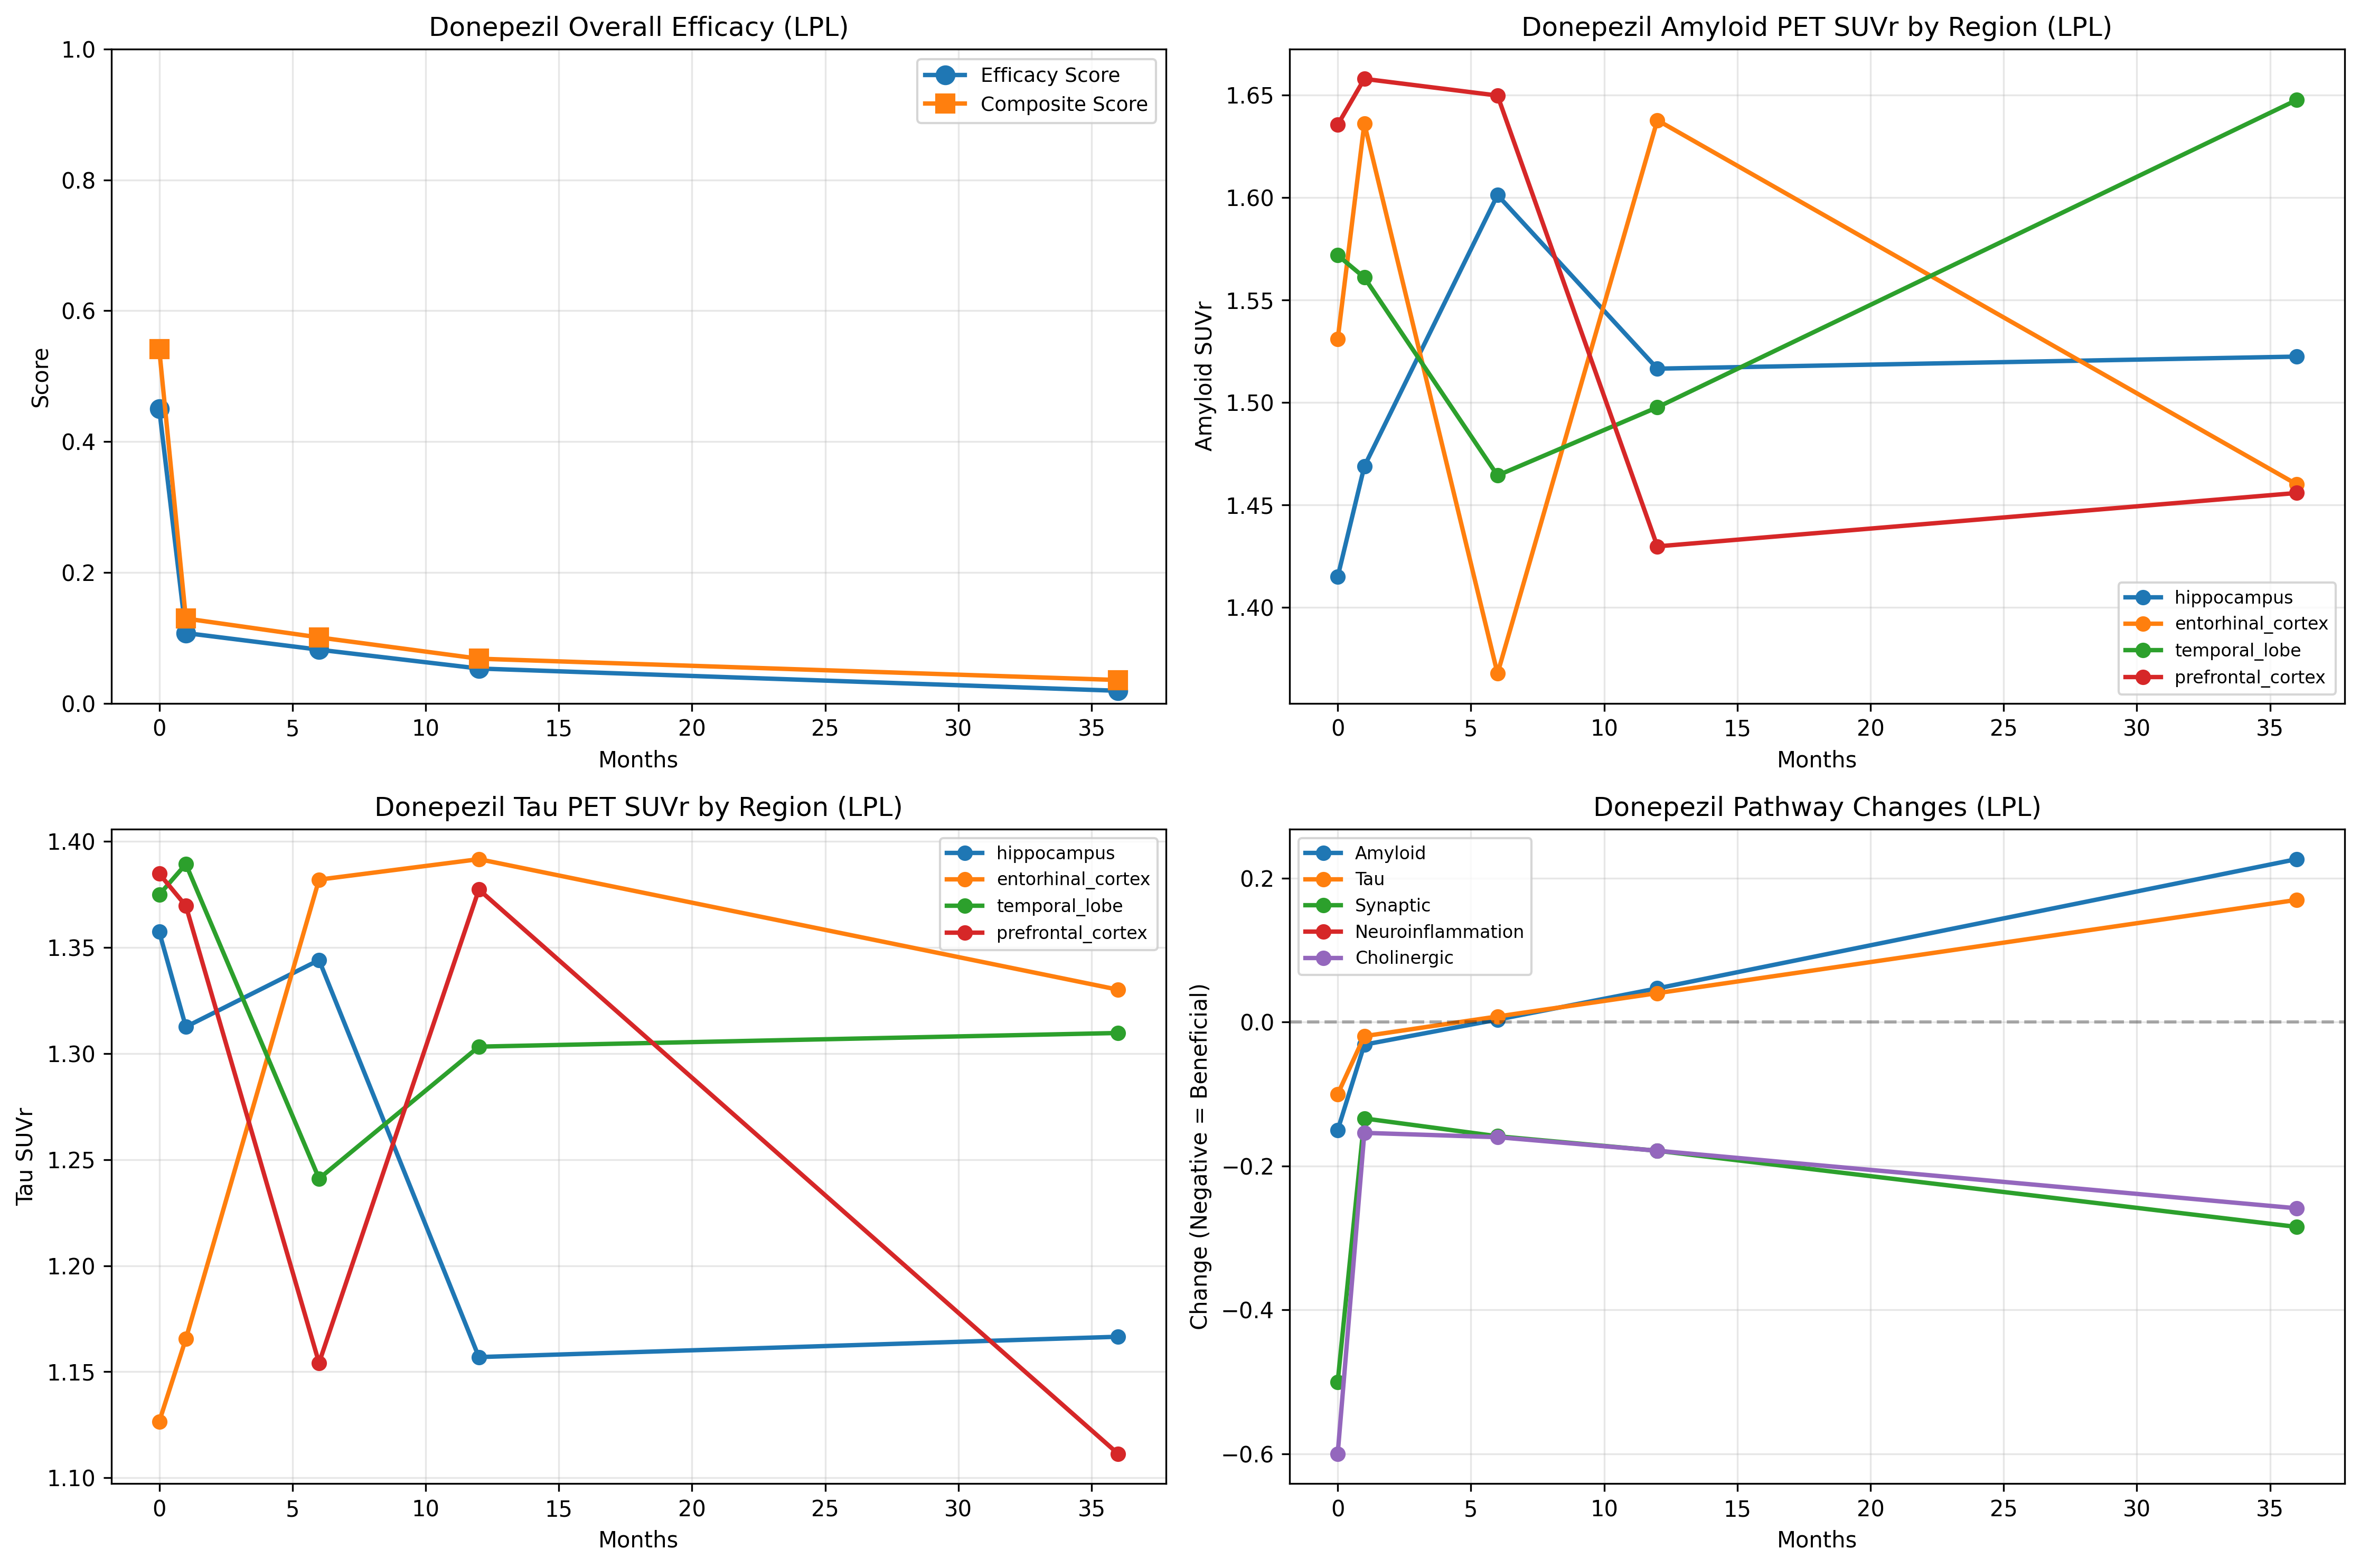 Donepezil Overall Efficacy (LPL)
Score
1.0
0.8
0.6
0.4
0.2
0.0
Efficacy Score
Composite Score
0 5 10 15 20 25 30 35
Months
Donepezil Amyloid PET SUVr by Region (LPL)
Amyloid SUVr
1.65
1.60
1.55
1.50
1.45
1.40
hippocampus
entorhinal_cortex
temporal_lobe
prefrontal_cortex
0 5 10 15 20 25 30 35
Months
Donepezil Tau PET SUVr by Region (LPL)
Tau SUVr
1.40
1.35
1.30
1.25
1.20
1.15
1.10
hippocampus
entorhinal_cortex
temporal_lobe
prefrontal_cortex
0 5 10 15 20 25 30 35
Months
Donepezil Pathway Changes (LPL)
Change (Negative = Beneficial)
0.2
0.0
−0.2
−0.4
−0.6
Amyloid
Tau
Synaptic
Neuroinflammation
Cholinergic
0 5 10 15 20 25 30 35
Months